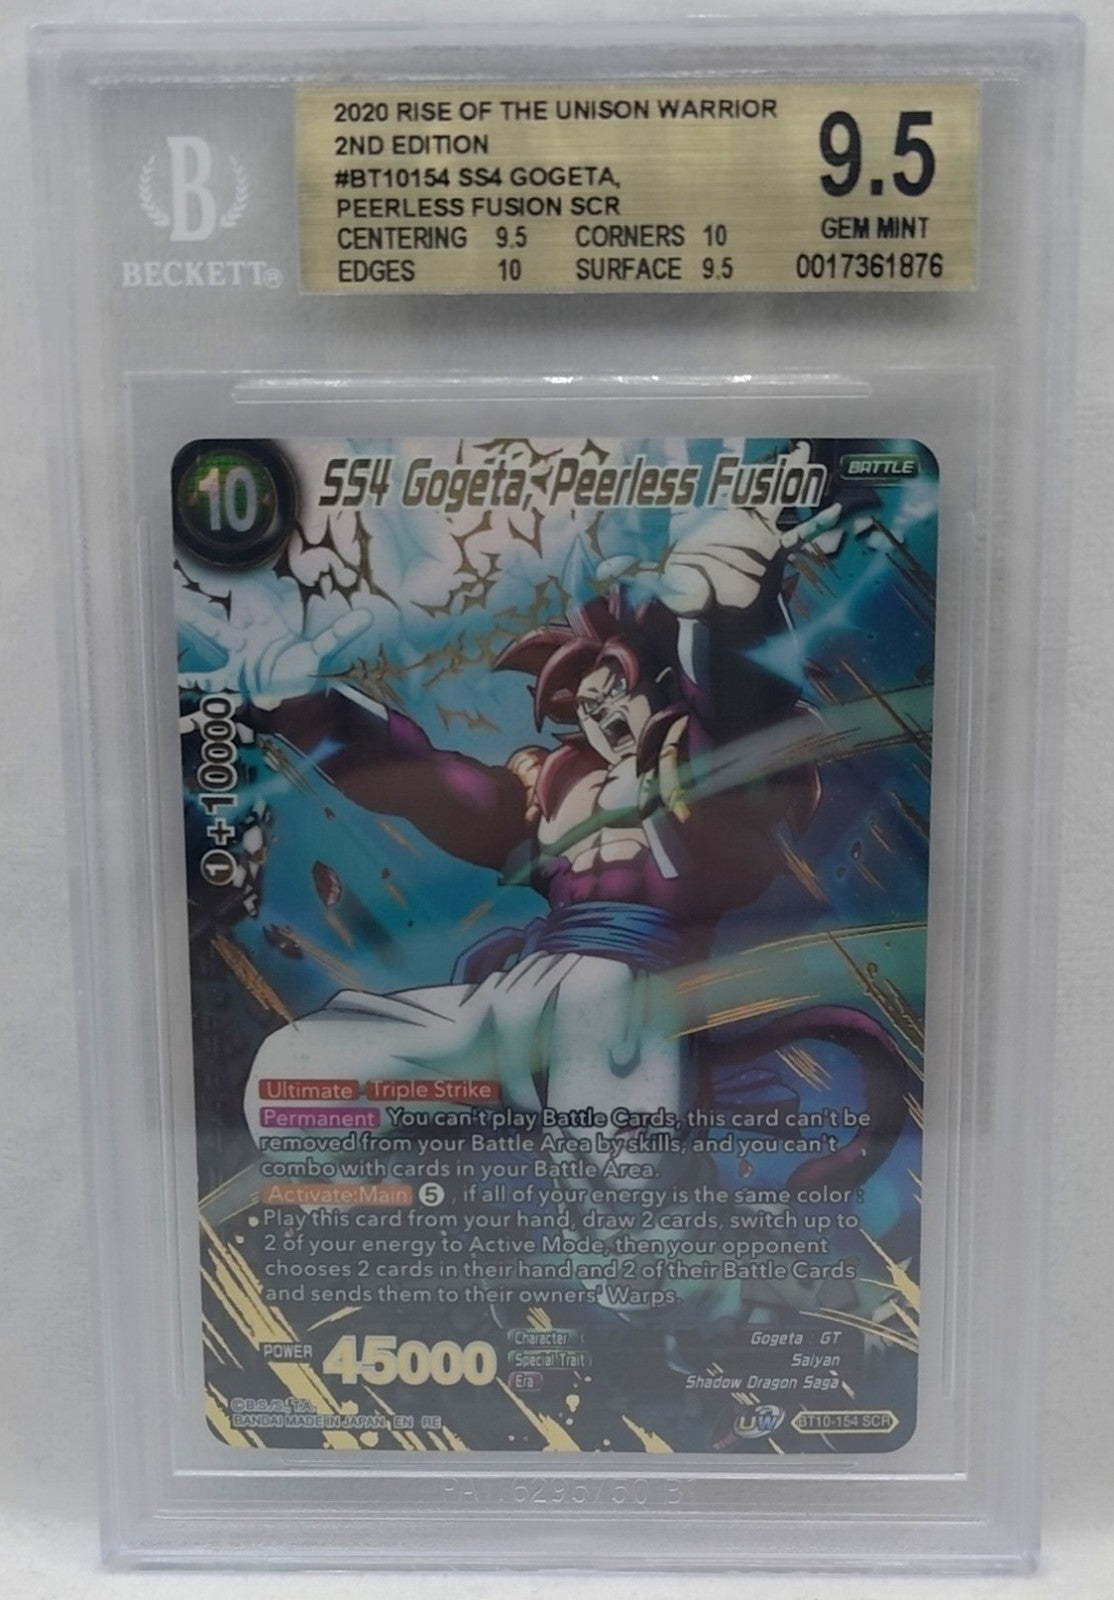 B
BECKETT®
2020 RISE OF THE UNISON WARRIOR
2ND EDITION
#BT10154 SS4 GOGETA,
PEERLESS FUSION SCR
CENTERING 9.5 CORNERS 10
EDGES 10 SURFACE 9.5
9.5
GEM MINT
0017361876
10
SS4 Gogeta, Peerless Fusion
BATTLE
1+10000
Ultimate Triple Strike
Permanent You can't play Battle Cards, this card can't be
removed from your Battle Area by skills, and you can't
combo with cards in your Battle Area.
Activate:Main 5, if all of your energy is the same color :
Play this card from your hand, draw 2 cards, switch up to
2 of your energy to Active Mode, then your opponent
chooses 2 cards in their hand and 2 of their Battle Cards
and sends them to their owners' Warps.
POWER 45000
Character Gogeta : GT
Special Trait Saiyan
Era Shadow Dragon Saga
©B.S./S., T.A.
BANDAI MADE IN JAPAN EN RE
UW
BT10-154 SCR